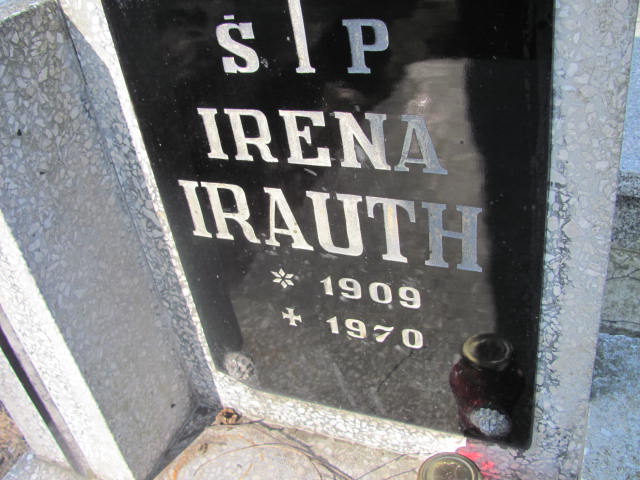 Ś P
IRENA
IRAUTH
* 1909
+ 1970